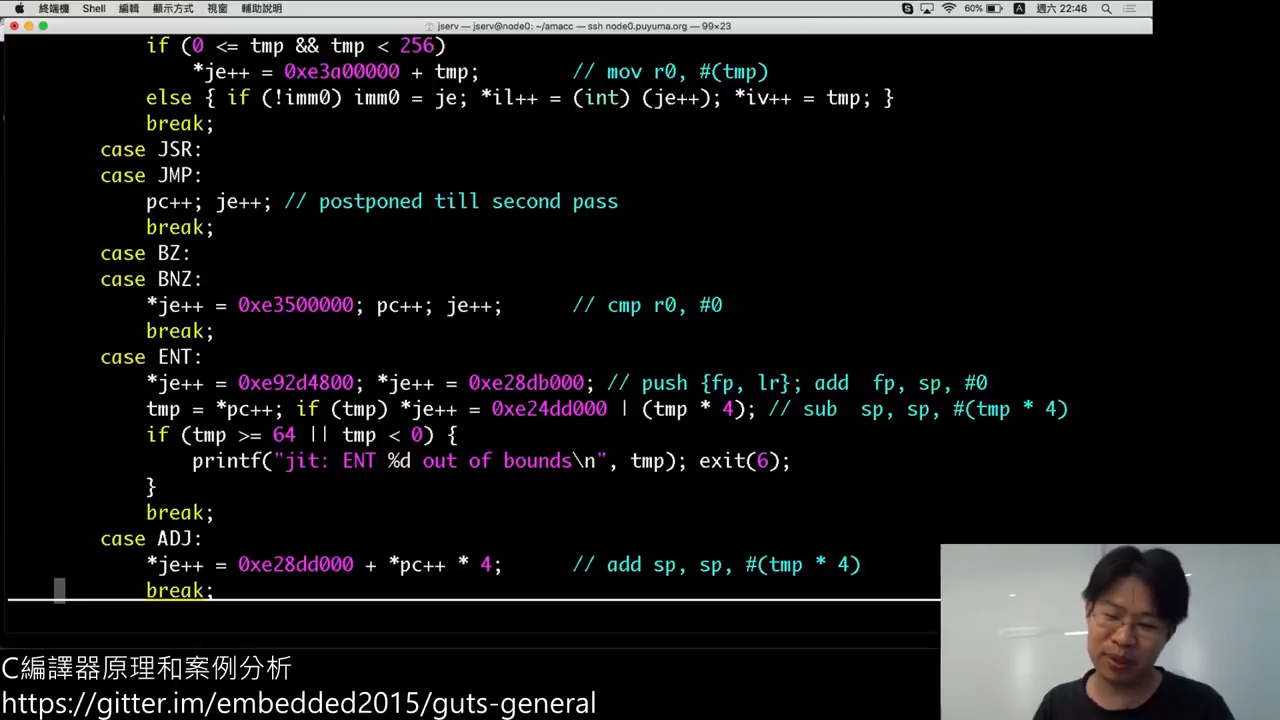 終端機 Shell 編輯 顯示方式 視窗 輔助說明 60% A 週六 22:46
jserv — jserv@node0: ~/amacc — ssh node0.puyuma.org — 99×23
if (0 <= tmp && tmp < 256)
*je++ = 0xe3a00000 + tmp; // mov r0, #(tmp)
else { if (!imm0) imm0 = je; *il++ = (int) (je++); *iv++ = tmp; }
break;
case JSR:
case JMP:
pc++; je++; // postponed till second pass
break;
case BZ:
case BNZ:
*je++ = 0xe3500000; pc++; je++; // cmp r0, #0
break;
case ENT:
*je++ = 0xe92d4800; *je++ = 0xe28db000; // push {fp, lr}; add fp, sp, #0
tmp = *pc++; if (tmp) *je++ = 0xe24dd000 | (tmp * 4); // sub sp, sp, #(tmp * 4)
if (tmp >= 64 || tmp < 0) {
printf("jit: ENT %d out of bounds\n", tmp); exit(6);
}
break;
case ADJ:
*je++ = 0xe28dd000 + *pc++ * 4; // add sp, sp, #(tmp * 4)
break;
C編譯器原理和案例分析
https://gitter.im/embedded2015/guts-general